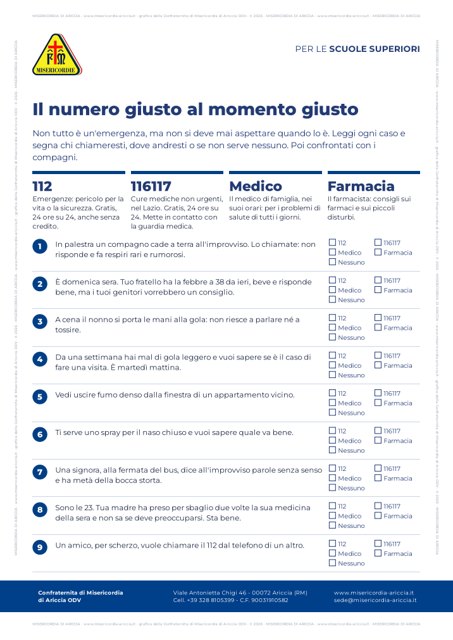 MISERICORDIE
PER LE SCUOLE SUPERIORI
Il numero giusto al momento giusto
Non tutto è un'emergenza, ma non si deve mai aspettare quando lo è. Leggi ogni caso e
segna chi chiameresti, dove andresti o se non serve nessuno. Poi confrontati con i
compagni.
112
Emergenze: pericolo per la
vita o la sicurezza. Gratis,
24 ore su 24, anche senza
credito.
116117
Cure mediche non urgenti,
nel Lazio. Gratis, 24 ore su
24. Mette in contatto con
la guardia medica.
Medico
Il medico di famiglia, nei
suoi orari: per i problemi di
salute di tutti i giorni.
Farmacia
Il farmacista: consigli sui
farmaci e sui piccoli
disturbi.
1
In palestra un compagno cade a terra all'improvviso. Lo chiamate: non
risponde e fa respiri rari e rumorosi.
112 116117
Medico Farmacia
Nessuno
2
È domenica sera. Tuo fratello ha la febbre a 38 da ieri, beve e risponde
bene, ma i tuoi genitori vorrebbero un consiglio.
112 116117
Medico Farmacia
Nessuno
3
A cena il nonno si porta le mani alla gola: non riesce a parlare né a
tossire.
112 116117
Medico Farmacia
Nessuno
4
Da una settimana hai mal di gola leggero e vuoi sapere se è il caso di
fare una visita. È martedì mattina.
112 116117
Medico Farmacia
Nessuno
5
Vedi uscire fumo denso dalla finestra di un appartamento vicino.
112 116117
Medico Farmacia
Nessuno
6
Ti serve uno spray per il naso chiuso e vuoi sapere quale va bene.
112 116117
Medico Farmacia
Nessuno
7
Una signora, alla fermata del bus, dice all'improvviso parole senza senso
e ha metà della bocca storta.
112 116117
Medico Farmacia
Nessuno
8
Sono le 23. Tua madre ha preso per sbaglio due volte la sua medicina
della sera e non sa se deve preoccuparsi. Sta bene.
112 116117
Medico Farmacia
Nessuno
9
Un amico, per scherzo, vuole chiamare il 112 dal telefono di un altro.
112 116117
Medico Farmacia
Nessuno
Confraternita di Misericordia
di Ariccia ODV
Viale Antonietta Chigi 46 - 00072 Ariccia (RM)
Cell. +39 328 8105399 - C.F. 90031910582
www.misericordia-ariccia.it
sede@misericordia-ariccia.it